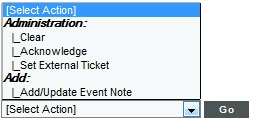 [Select Action]
Administration:
|_Clear
|_Acknowledge
|_Set External Ticket
Add:
|_Add/Update Event Note
[Select Action]
Go